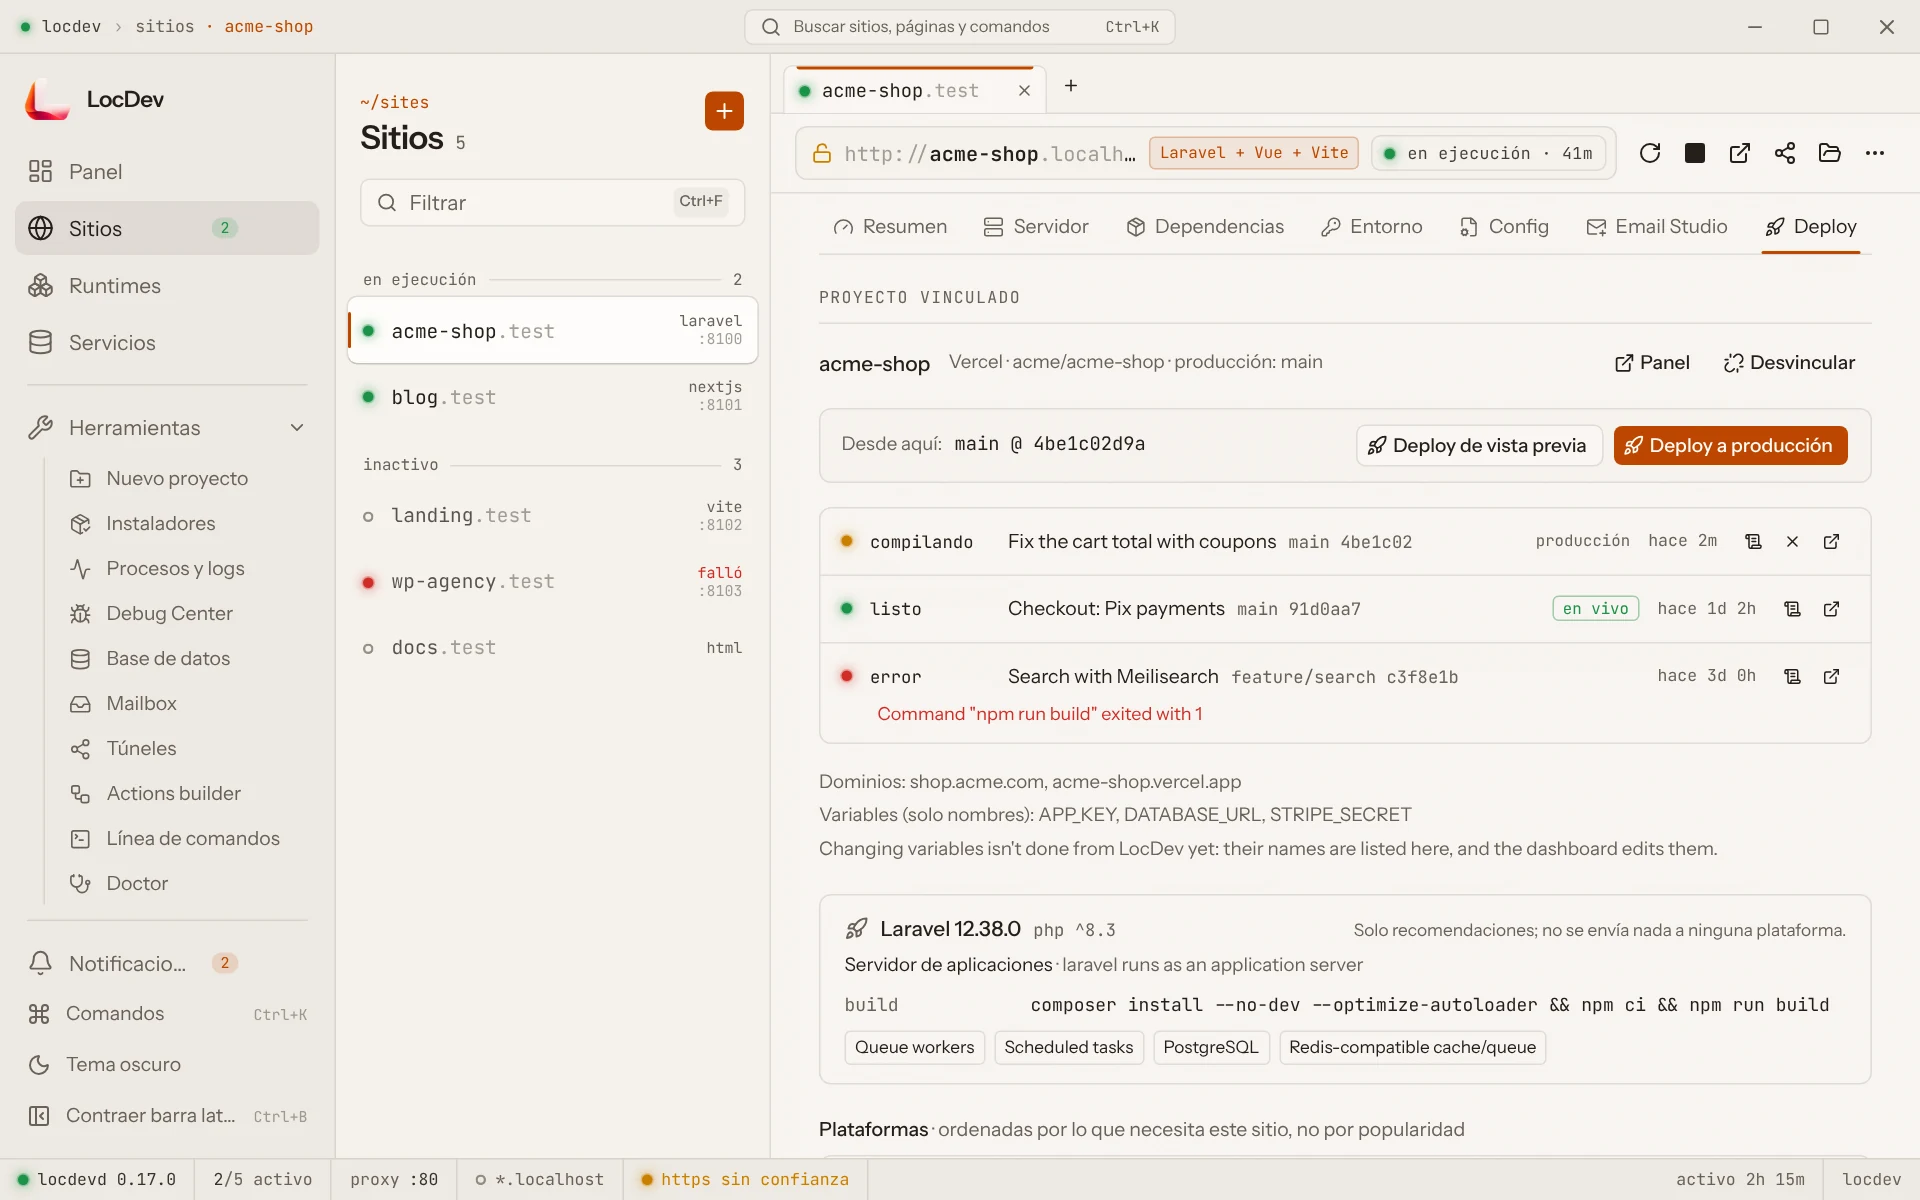 locdev › sitios · acme-shop
Buscar sitios, páginas y comandos Ctrl+K
LocDev
Panel
Sitios 2
Runtimes
Servicios
Herramientas
Nuevo proyecto
Instaladores
Procesos y logs
Debug Center
Base de datos
Mailbox
Túneles
Actions builder
Línea de comandos
Doctor
Notificacio... 2
Comandos Ctrl+K
Tema oscuro
Contraer barra lat... Ctrl+B
~/sites
Sitios 5
Filtrar Ctrl+F
en ejecución 2
acme-shop.test laravel
:8100
blog.test nextjs
:8101
inactivo 3
landing.test vite
:8102
wp-agency.test falló
:8103
docs.test html
acme-shop.test
http://acme-shop.localh... Laravel + Vue + Vite en ejecución · 41m
Resumen Servidor Dependencias Entorno Config Email Studio Deploy
PROYECTO VINCULADO
acme-shop Vercel · acme/acme-shop · producción: main Panel Desvincular
Desde aquí: main @ 4be1c02d9a Deploy de vista previa Deploy a producción
compilando Fix the cart total with coupons main 4be1c02 producción hace 2m
listo Checkout: Pix payments main 91d0aa7 en vivo hace 1d 2h
error Search with Meilisearch feature/search c3f8e1b hace 3d 0h
Command "npm run build" exited with 1
Dominios: shop.acme.com, acme-shop.vercel.app
Variables (solo nombres): APP_KEY, DATABASE_URL, STRIPE_SECRET
Changing variables isn't done from LocDev yet: their names are listed here, and the dashboard edits them.
Laravel 12.38.0 php ^8.3 Solo recomendaciones; no se envía nada a ninguna plataforma.
Servidor de aplicaciones · laravel runs as an application server
build composer install --no-dev --optimize-autoloader && npm ci && npm run build
Queue workers Scheduled tasks PostgreSQL Redis-compatible cache/queue
Plataformas · ordenadas por lo que necesita este sitio, no por popularidad
locdevd 0.17.0 2/5 activo proxy :80 *.localhost https sin confianza activo 2h 15m locdev